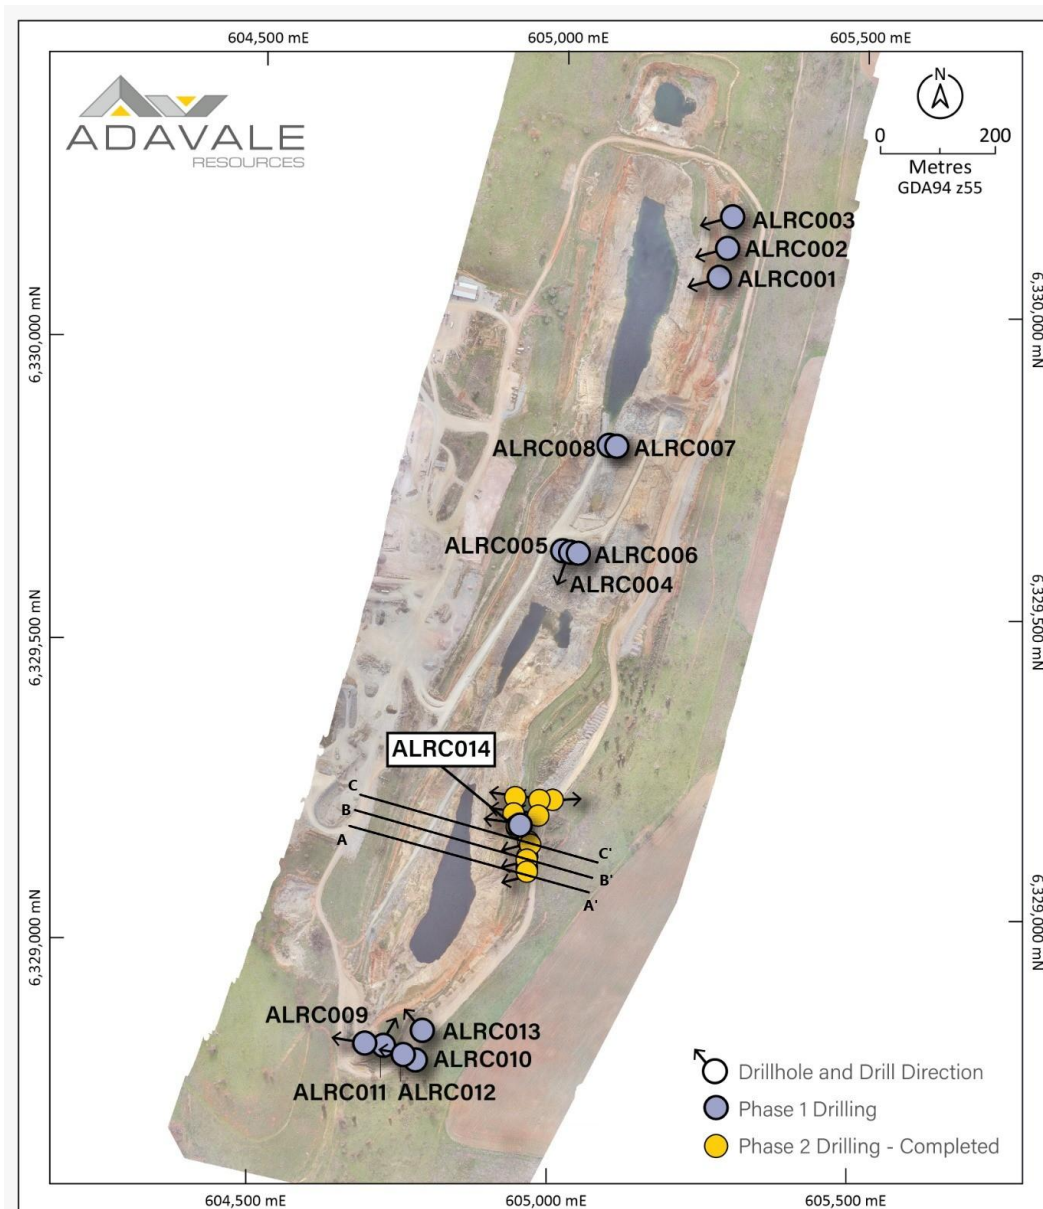 604,500 mE
605,000 mE
605,500 mE
ADAVALE
RESOURCES
N
0
200
Metres
GDA94 z55
ALRC003
ALRC002
ALRC001
6,330,000 mN
6,330,000 mN
ALRC008
ALRC007
ALRC005
ALRC006
ALRC004
6,329,500 mN
6,329,500 mN
ALRC014
C
B
A
C'
B'
A'
6,329,000 mN
6,329,000 mN
ALRC009
ALRC013
ALRC010
ALRC011
ALRC012
Drillhole and Drill Direction
Phase 1 Drilling
Phase 2 Drilling - Completed
604,500 mE
605,000 mE
605,500 mE